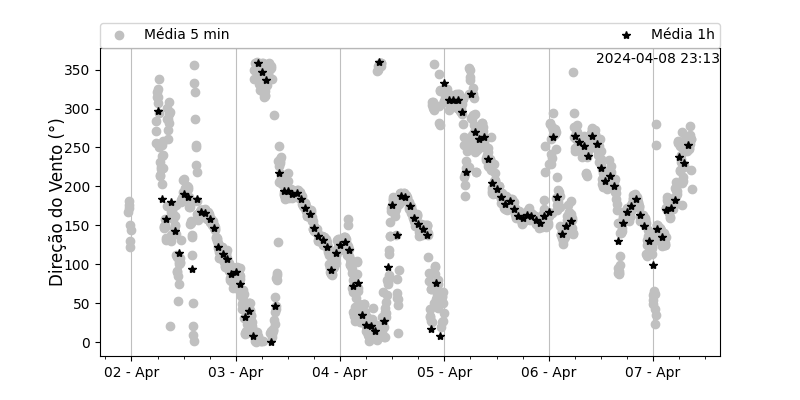 Média 5 min
Média 1h
2024-04-08 23:13
Direção do Vento (°)
350
300
250
200
150
100
50
0
02 - Apr
03 - Apr
04 - Apr
05 - Apr
06 - Apr
07 - Apr